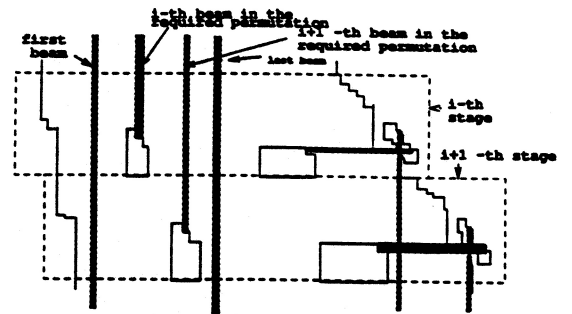 i-th beam in the
required permutation
first
beam
i+1 -th beam in the
required permutation
last beam
i-th
stage
i+1 -th stage